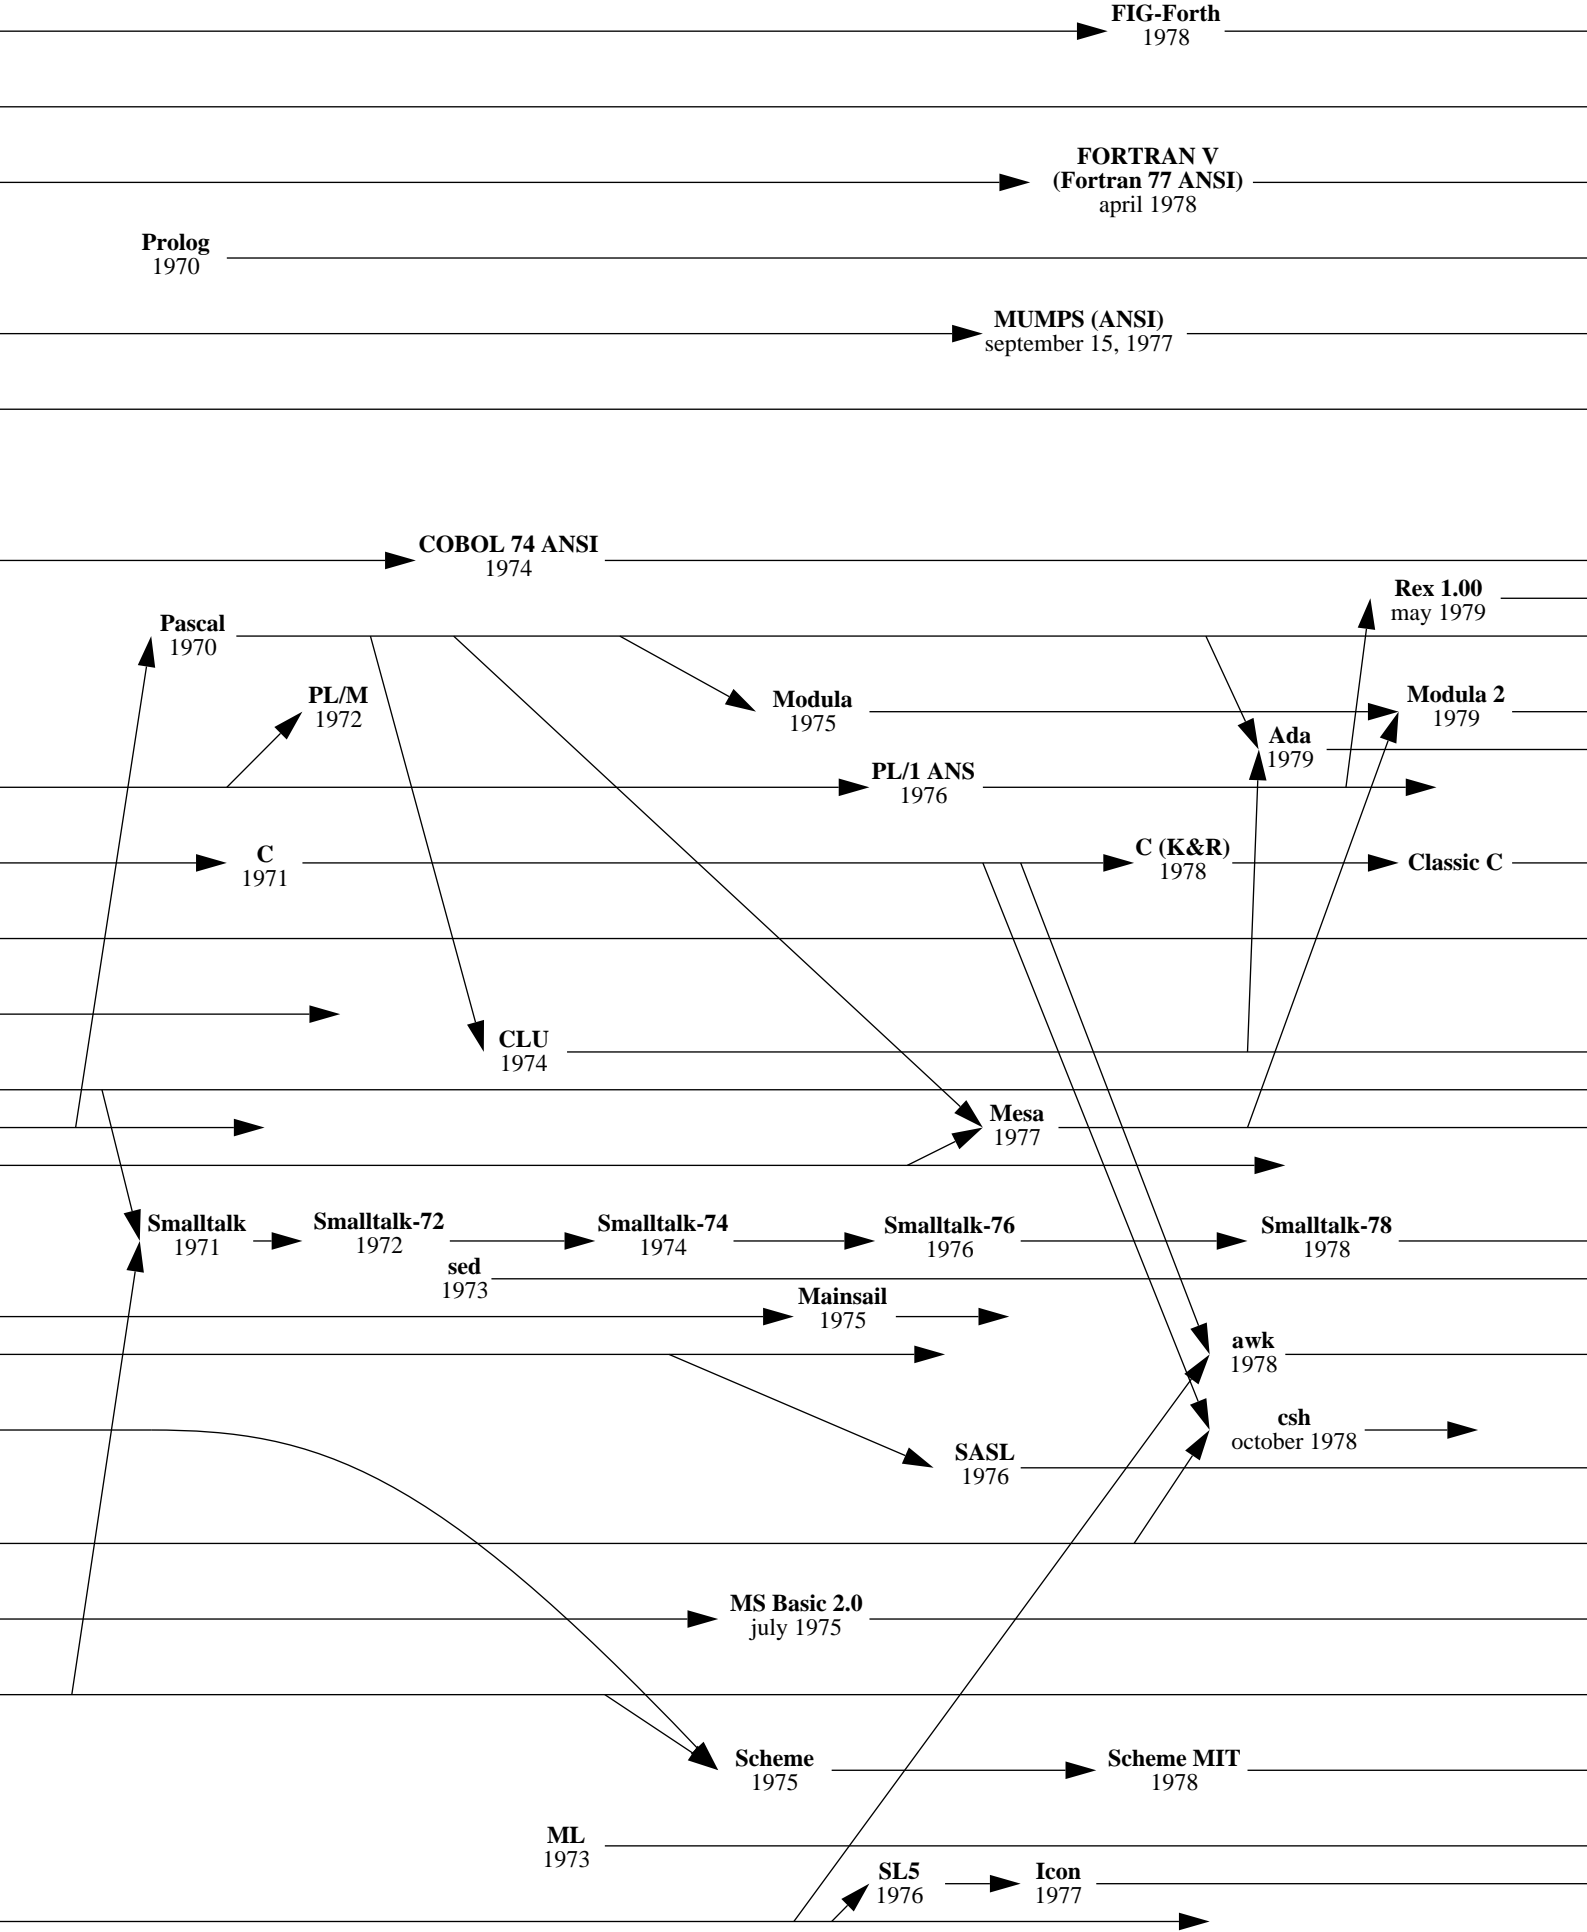 FIG-Forth
1978
FORTRAN V
(Fortran 77 ANSI)
april 1978
Prolog
1970
MUMPS (ANSI)
september 15, 1977
COBOL 74 ANSI
1974
Rex 1.00
may 1979
Pascal
1970
PL/M
1972
Modula
1975
Modula 2
1979
Ada
1979
PL/1 ANS
1976
C
1971
C (K&R)
1978
Classic C
CLU
1974
Mesa
1977
Smalltalk
1971
Smalltalk-72
1972
Smalltalk-74
1974
Smalltalk-76
1976
Smalltalk-78
1978
sed
1973
Mainsail
1975
awk
1978
csh
october 1978
SASL
1976
MS Basic 2.0
july 1975
Scheme
1975
Scheme MIT
1978
ML
1973
SL5
1976
Icon
1977